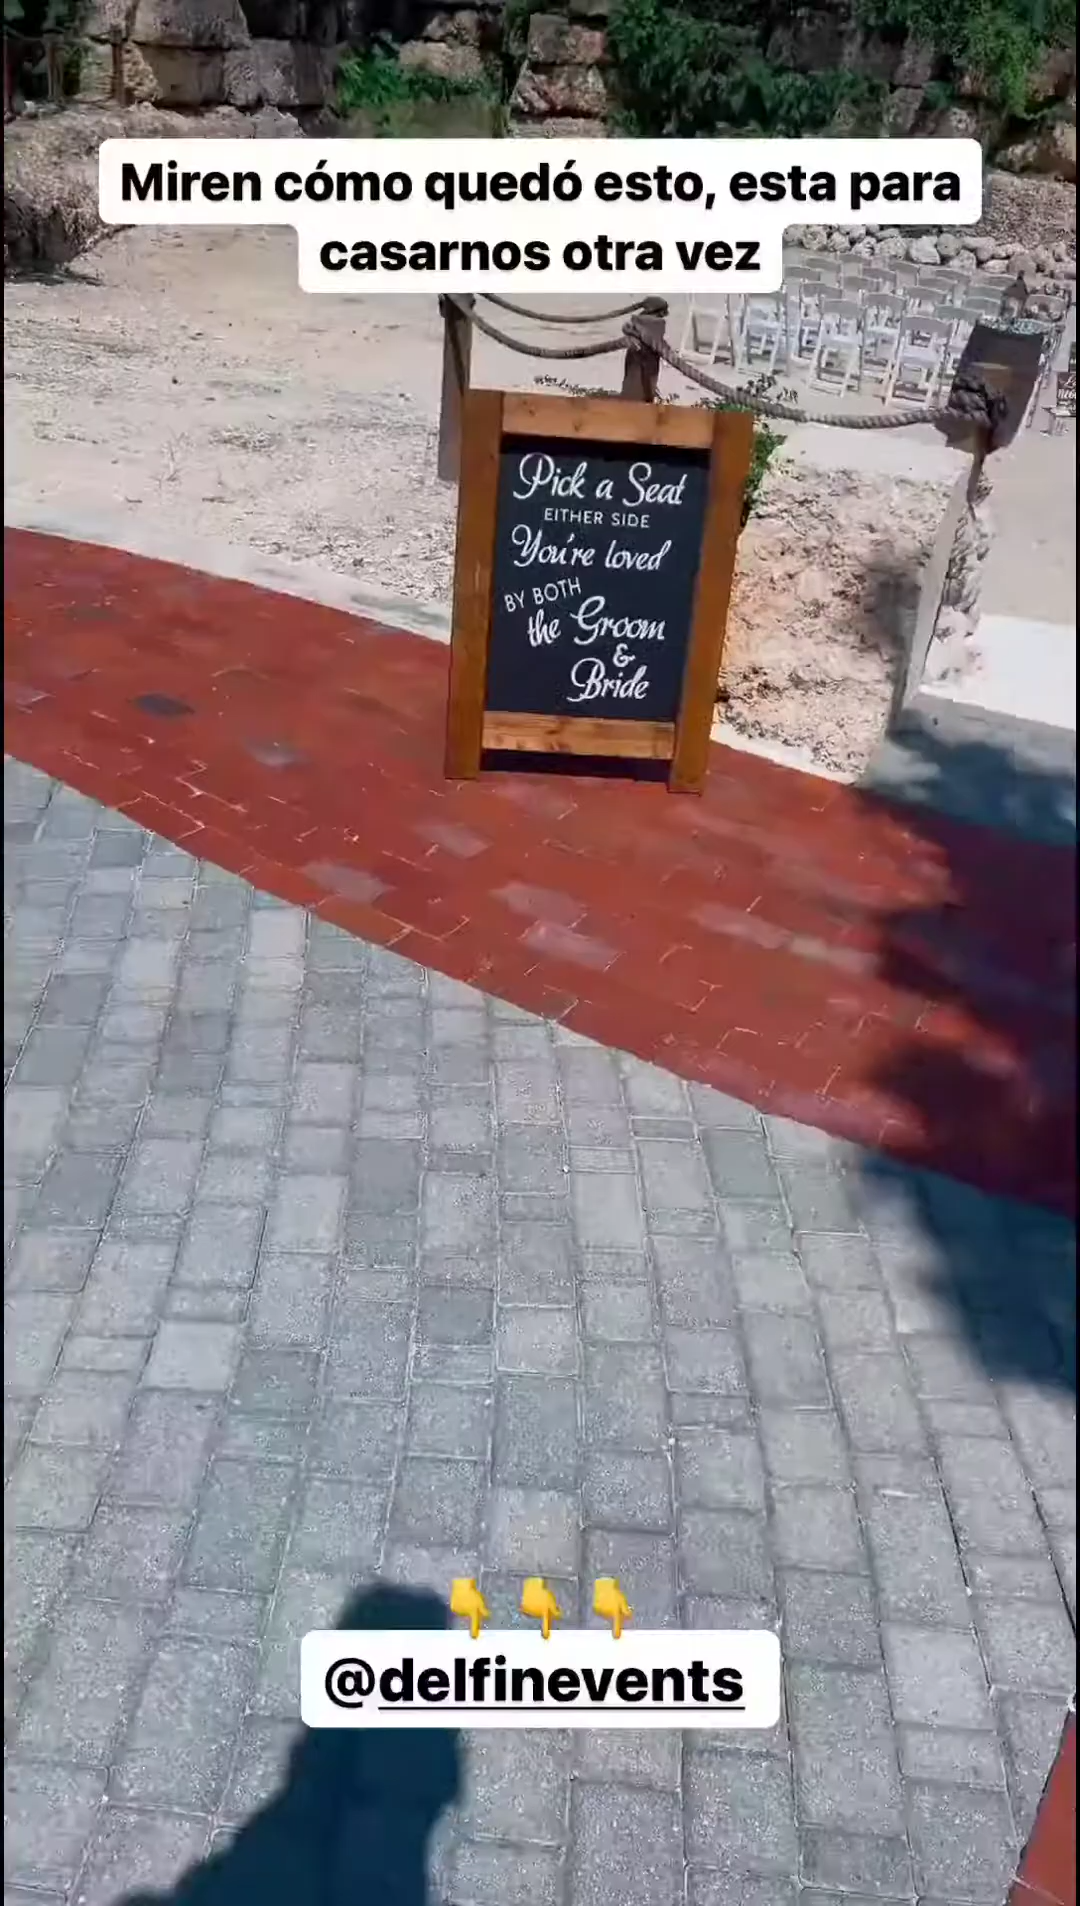 Miren cómo quedó esto, esta para
casarnos otra vez
Pick a Seat
EITHER SIDE
You're loved
BY BOTH
the Groom
&
Bride
👇 👇 👇
@delfinevents